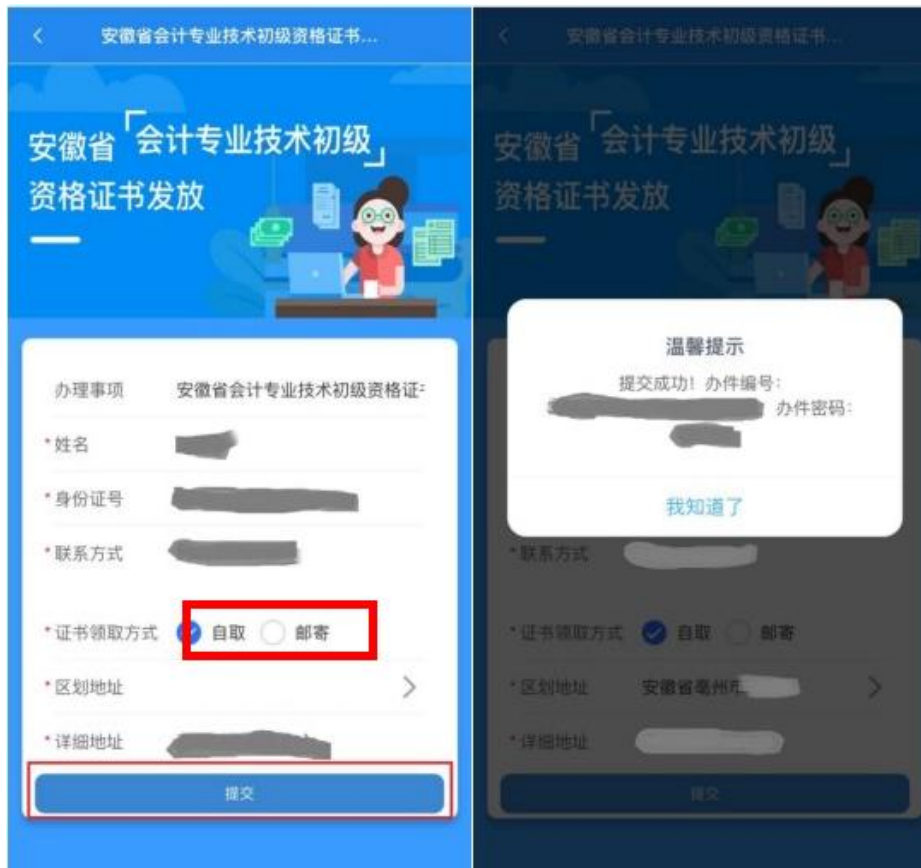 安徽省会计专业技术初级资格证书...
安徽省「会计专业技术初级」
资格证书发放
办理事项 安徽省会计专业技术初级资格证
*姓名
*身份证号
*联系方式
*证书领取方式 自取 邮寄
*区划地址
*详细地址
提交
安徽省会计专业技术初级资格证书...
安徽省「会计专业技术初级」
资格证书发放
温馨提示
提交成功！办件编号：
办件密码：
我知道了
*联系方式
*证书领取方式 自取 邮寄
*区划地址 安徽省亳州市
*详细地址
提交